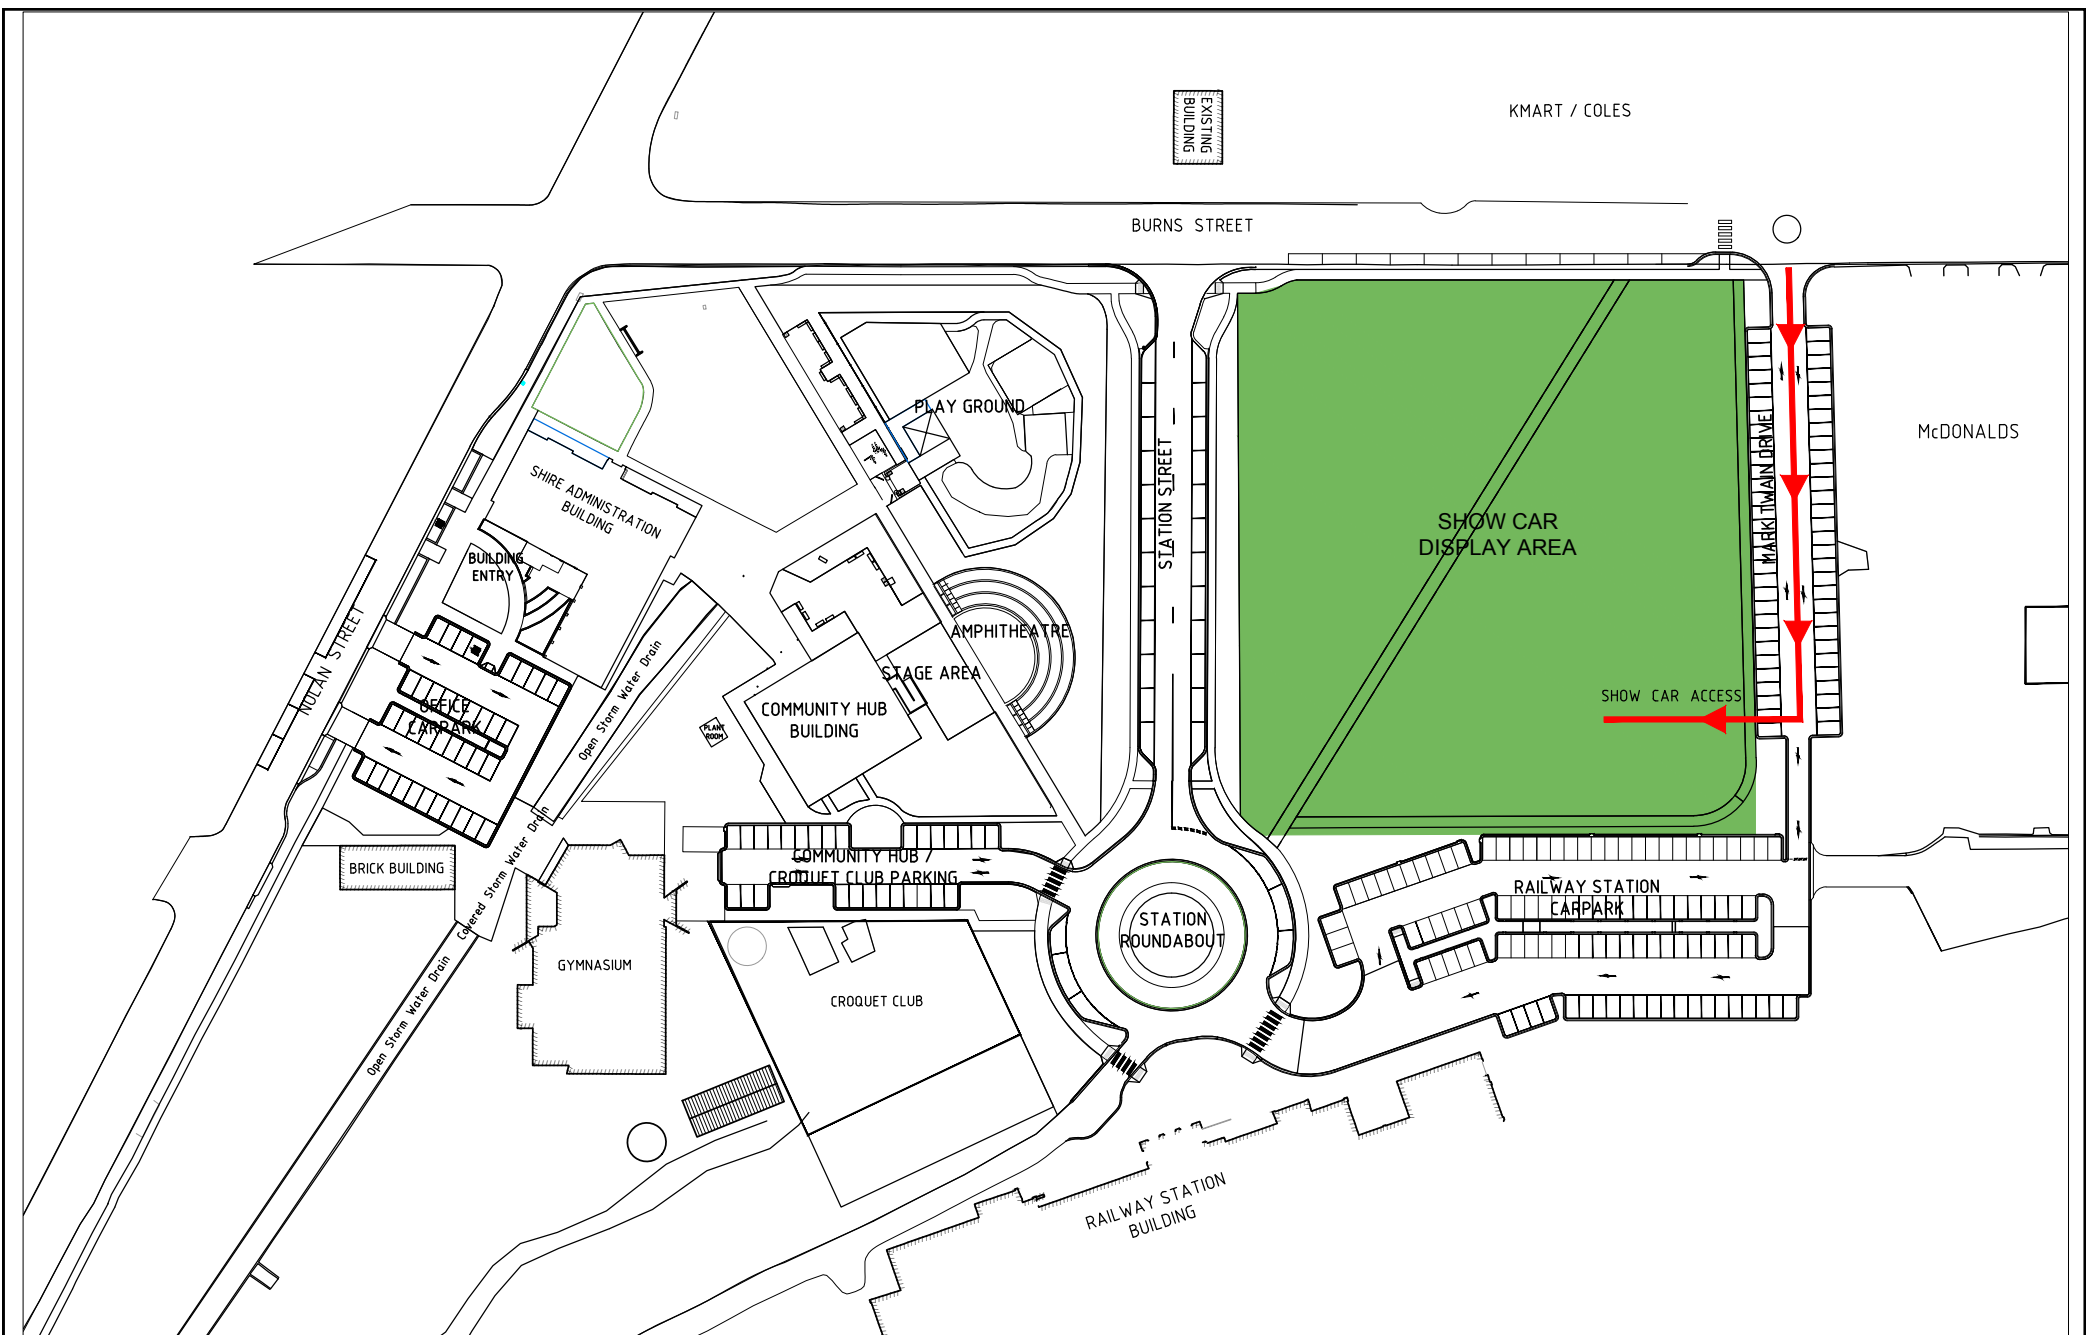 EXISTING
BUILDING
KMART / COLES
BURNS STREET
PLAY GROUND
McDONALDS
STATION STREET
MARK TWAIN DRIVE
SHIRE ADMINISTRATION
BUILDING
SHOW CAR
DISPLAY AREA
BUILDING
ENTRY
NOLAN STREET
AMPHITHEATRE
STAGE AREA
Open Storm Water Drain
OFFICE
CARPARK
COMMUNITY HUB
BUILDING
PLANT
ROOM
SHOW CAR ACCESS
BRICK BUILDING
Covered Storm Water Drain
COMMUNITY HUB /
CROQUET CLUB PARKING
RAILWAY STATION
CARPARK
STATION
ROUNDABOUT
GYMNASIUM
CROQUET CLUB
Open Storm Water Drain
RAILWAY STATION
BUILDING